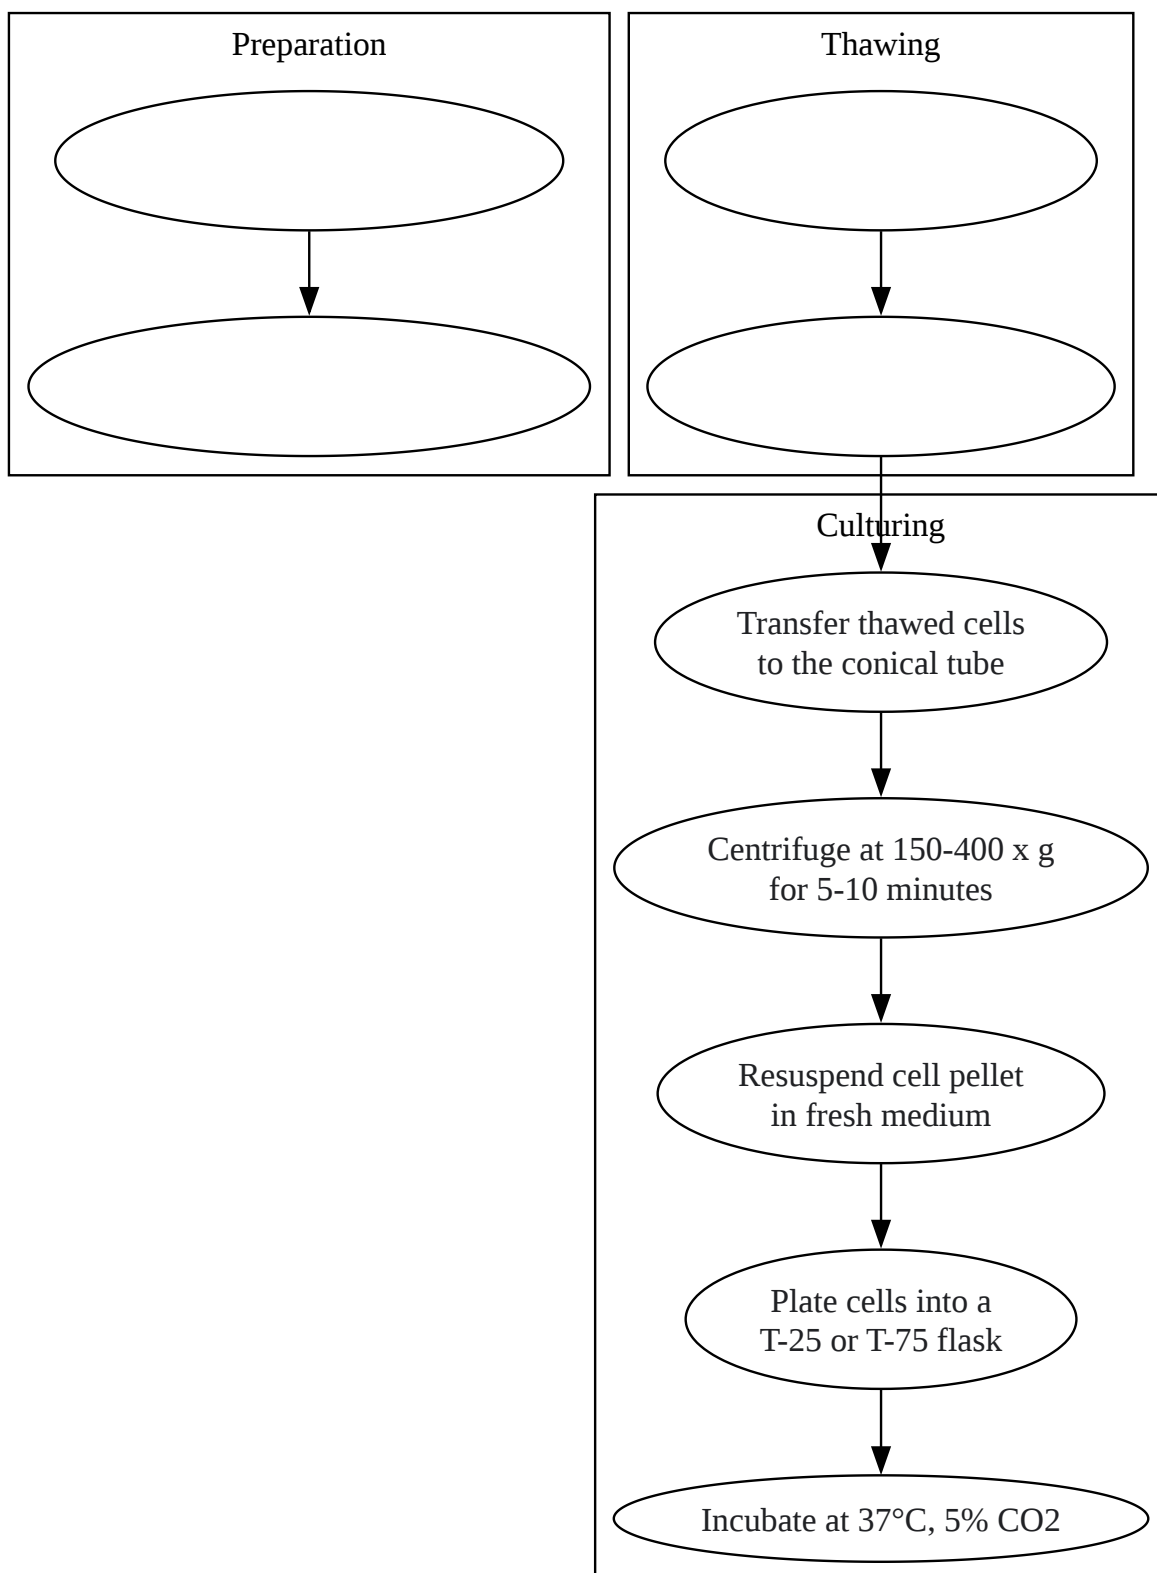 Preparation
Thawing
Culturing
Transfer thawed cells
to the conical tube
Centrifuge at 150-400 x g
for 5-10 minutes
Resuspend cell pellet
in fresh medium
Plate cells into a
T-25 or T-75 flask
Incubate at 37°C, 5% CO2